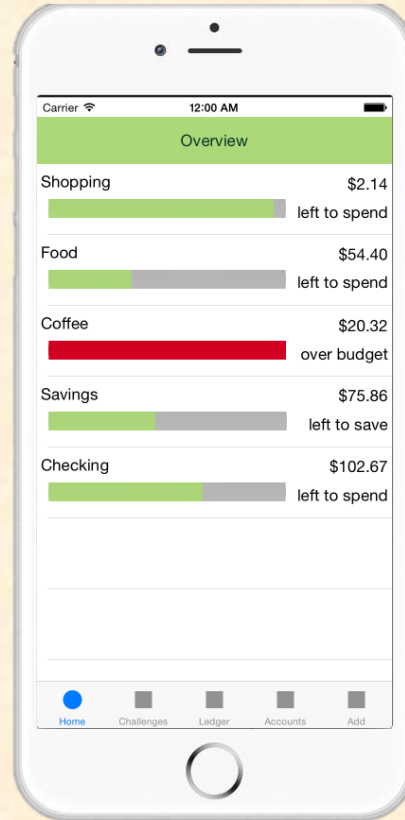 Carrier 12:00 AM
Overview
Shopping $2.14
left to spend
Food $54.40
left to spend
Coffee $20.32
over budget
Savings $75.86
left to save
Checking $102.67
left to spend
Home Challenges Ledger Accounts Add